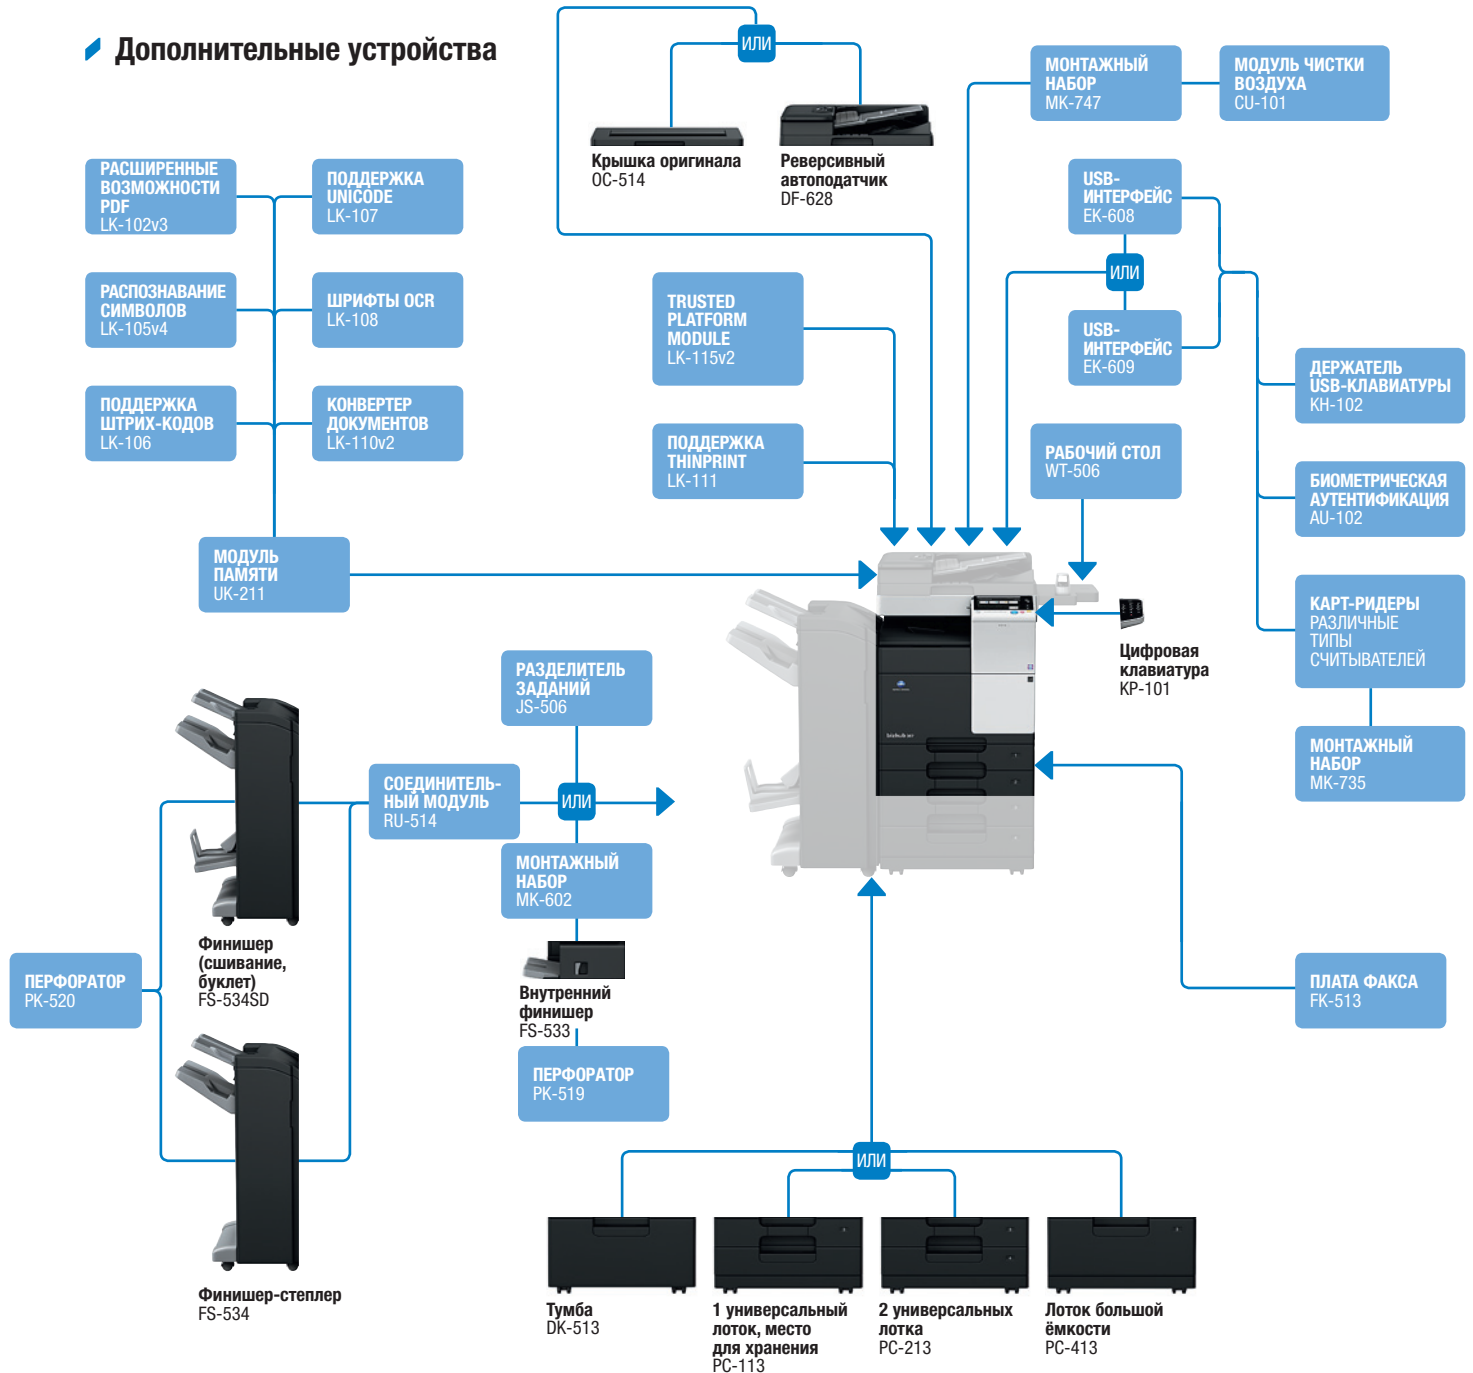 Дополнительные устройства
ИЛИ
Крышка оригинала
OC-514
Реверсивный
автоподатчик
DF-628
МОНТАЖНЫЙ
НАБОР
MK-747
МОДУЛЬ ЧИСТКИ
ВОЗДУХА
CU-101
РАСШИРЕННЫЕ
ВОЗМОЖНОСТИ
PDF
LK-102v3
ПОДДЕРЖКА
UNICODE
LK-107
РАСПОЗНАВАНИЕ
СИМВОЛОВ
LK-105v4
ШРИФТЫ OCR
LK-108
ПОДДЕРЖКА
ШТРИХ-КОДОВ
LK-106
КОНВЕРТЕР
ДОКУМЕНТОВ
LK-110v2
МОДУЛЬ
ПАМЯТИ
UK-211
TRUSTED
PLATFORM
MODULE
LK-115v2
ПОДДЕРЖКА
THINPRINT
LK-111
USB-
ИНТЕРФЕЙС
EK-608
ИЛИ
USB-
ИНТЕРФЕЙС
EK-609
РАБОЧИЙ СТОЛ
WT-506
ДЕРЖАТЕЛЬ
USB-КЛАВИАТУРЫ
KH-102
БИОМЕТРИЧЕСКАЯ
АУТЕНТИФИКАЦИЯ
AU-102
КАРТ-РИДЕРЫ
РАЗЛИЧНЫЕ
ТИПЫ
СЧИТЫВАТЕЛЕЙ
МОНТАЖНЫЙ
НАБОР
MK-735
Цифровая
клавиатура
KP-101
bizhub
РАЗДЕЛИТЕЛЬ
ЗАДАНИЙ
JS-506
СОЕДИНИТЕЛЬ-
НЫЙ МОДУЛЬ
RU-514
ИЛИ
МОНТАЖНЫЙ
НАБОР
MK-602
Внутренний
финишер
FS-533
ПЕРФОРАТОР
PK-519
Финишер
(сшивание,
буклет)
FS-534SD
ПЕРФОРАТОР
PK-520
Финишер-степлер
FS-534
ПЛАТА ФАКСА
FK-513
ИЛИ
Тумба
DK-513
1 универсальный
лоток, место
для хранения
PC-113
2 универсальных
лотка
PC-213
Лоток большой
ёмкости
PC-413